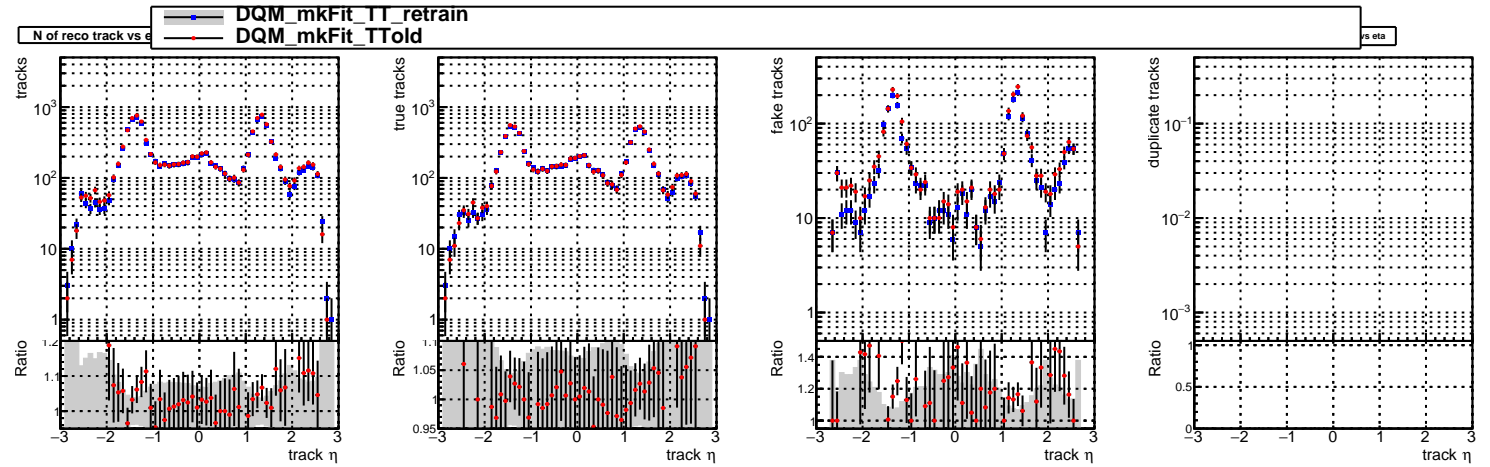 DQM_mkFit_TT_retrain
DQM_mkFit_TTold
N of reco track vs e
vs eta
tracks
10³
10²
10
1
Ratio
1.2
1.1
1
−3 −2 −1 0 1 2 3
track η
true tracks
10³
10²
10
1
Ratio
1.1
1.05
1
0.95
−3 −2 −1 0 1 2 3
track η
fake tracks
10²
10
1
Ratio
1.4
1.2
1
−3 −2 −1 0 1 2 3
track η
duplicate tracks
10⁻¹
10⁻²
10⁻³
Ratio
1
0.5
0
−3 −2 −1 0 1 2 3
track η